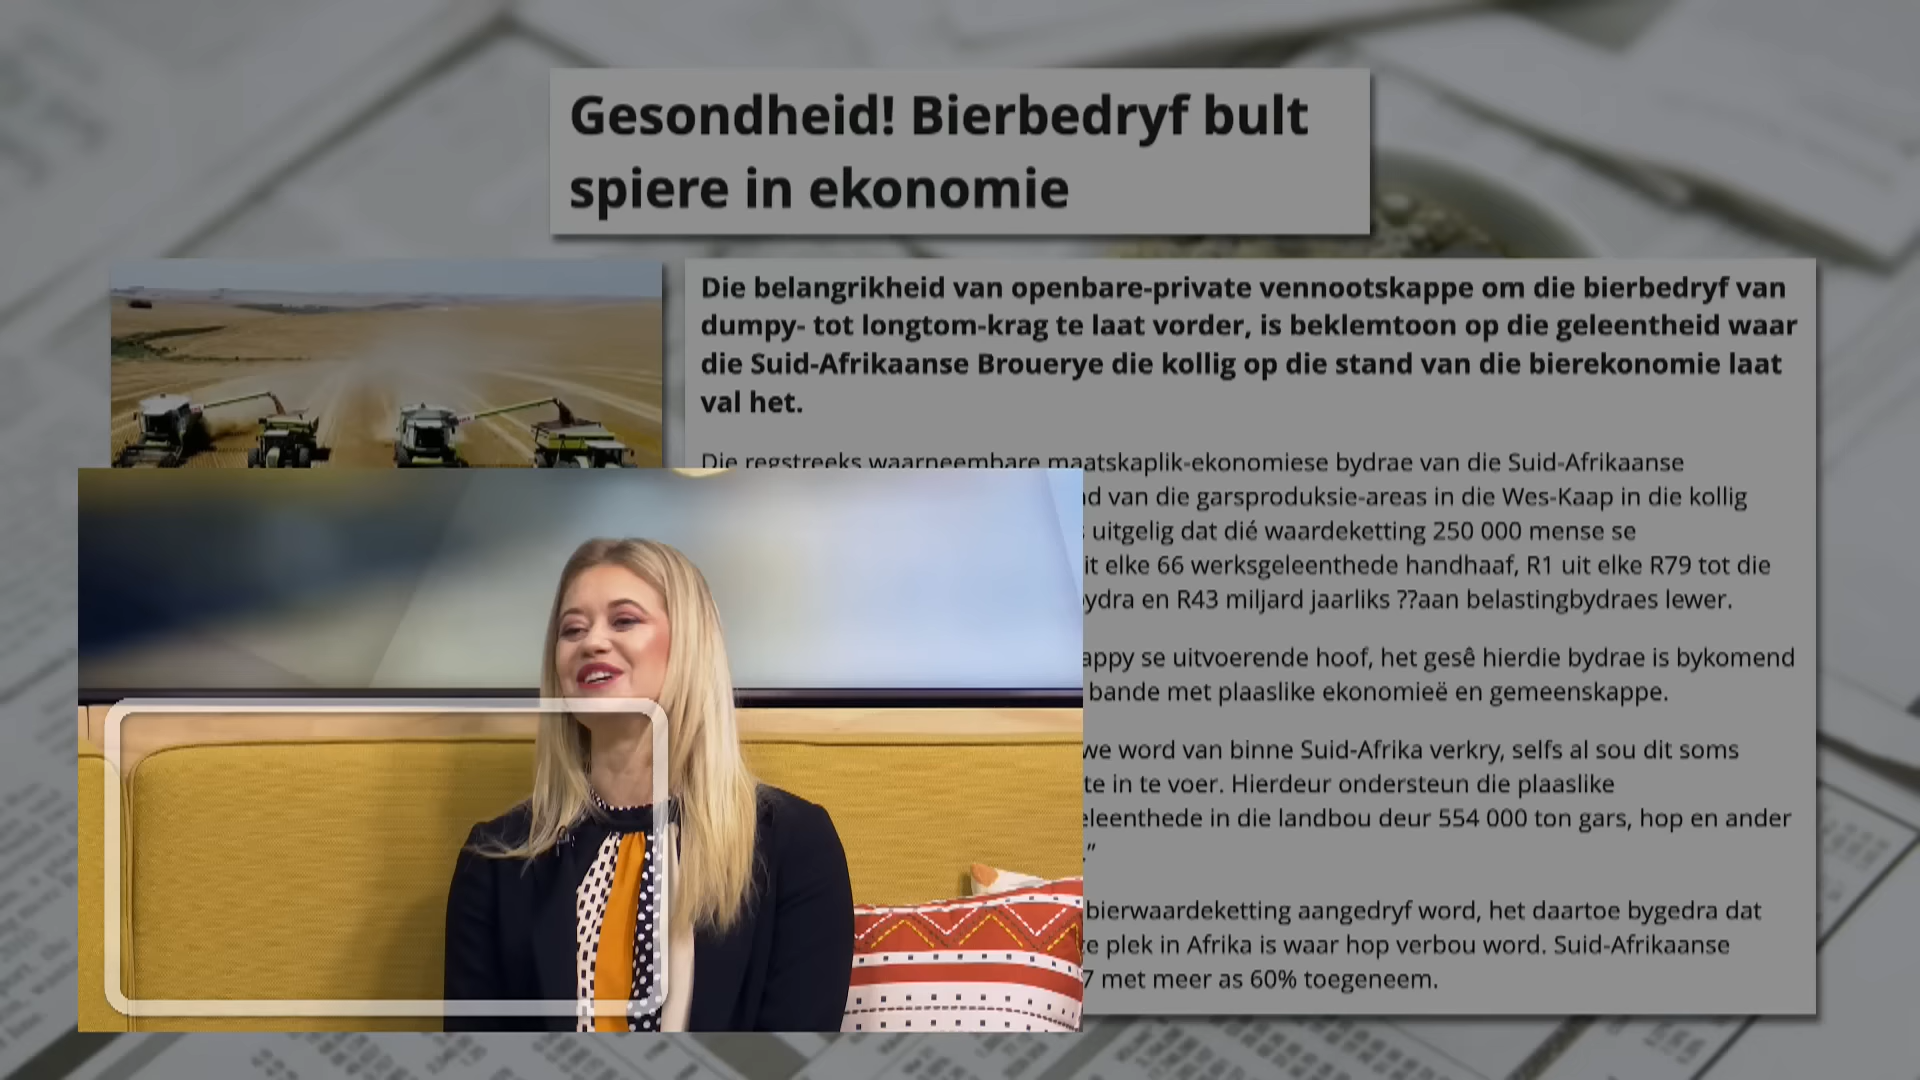 Gesondheid! Bierbedryf bult
spiere in ekonomie
Die belangrikheid van openbare-private vennootskappe om die bierbedryf van
dumpy- tot longtom-krag te laat vorder, is beklemtoon op die geleentheid waar
die Suid-Afrikaanse Brouerye die kollig op die stand van die bierekonomie laat
val het.
Die regstreeks waarneembare maatskaplik-ekonomiese bydrae van die Suid-Afrikaanse
van die garsproduksie-areas in die Wes-Kaap in die kollig
uitgelig dat dié waardeketting 250 000 mense se
elke 66 werksgeleenthede handhaaf, R1 uit elke R79 tot die
en R43 miljard jaarliks ??aan belastingbydraes lewer.
se uitvoerende hoof, het gesê hierdie bydrae is bykomend
bande met plaaslike ekonomieë en gemeenskappe.
word van binne Suid-Afrika verkry, selfs al sou dit soms
in te voer. Hierdeur ondersteun die plaaslike
in die landbou deur 554 000 ton gars, hop en ander
.”
bierwaardeketting aangedryf word, het daartoe bygedra dat
plek in Afrika is waar hop verbou word. Suid-Afrikaanse
7 met meer as 60% toegeneem.